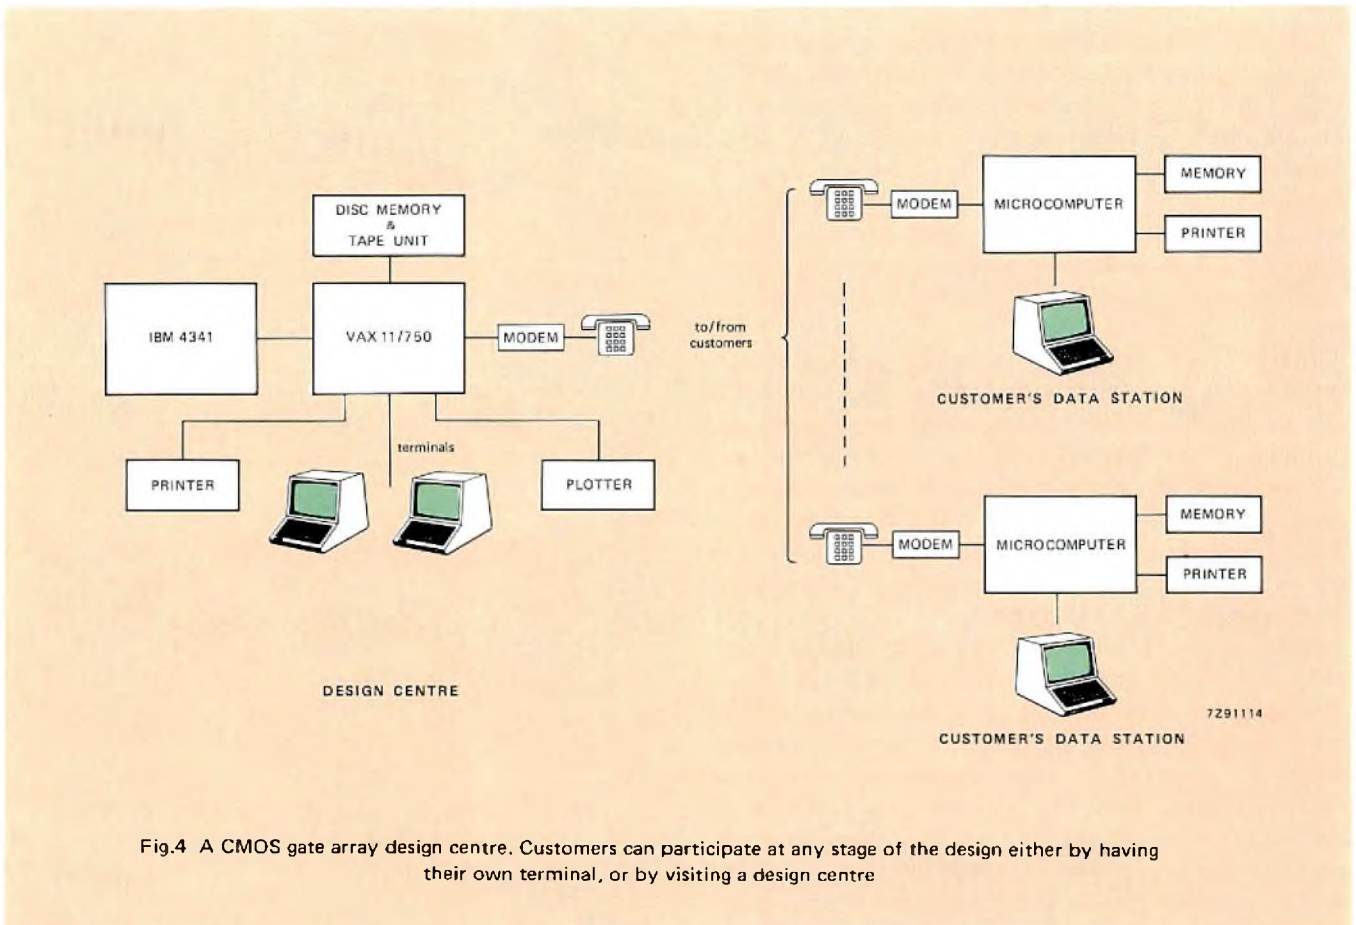 DISC MEMORY
&
TAPE UNIT
IBM 4341
VAX 11/750
MODEM
terminals
PRINTER
PLOTTER
DESIGN CENTRE
to/from
customers
MODEM
MICROCOMPUTER
MEMORY
PRINTER
CUSTOMER'S DATA STATION
MODEM
MICROCOMPUTER
MEMORY
PRINTER
CUSTOMER'S DATA STATION
7Z91114
Fig.4 A CMOS gate array design centre. Customers can participate at any stage of the design either by having
their own terminal, or by visiting a design centre